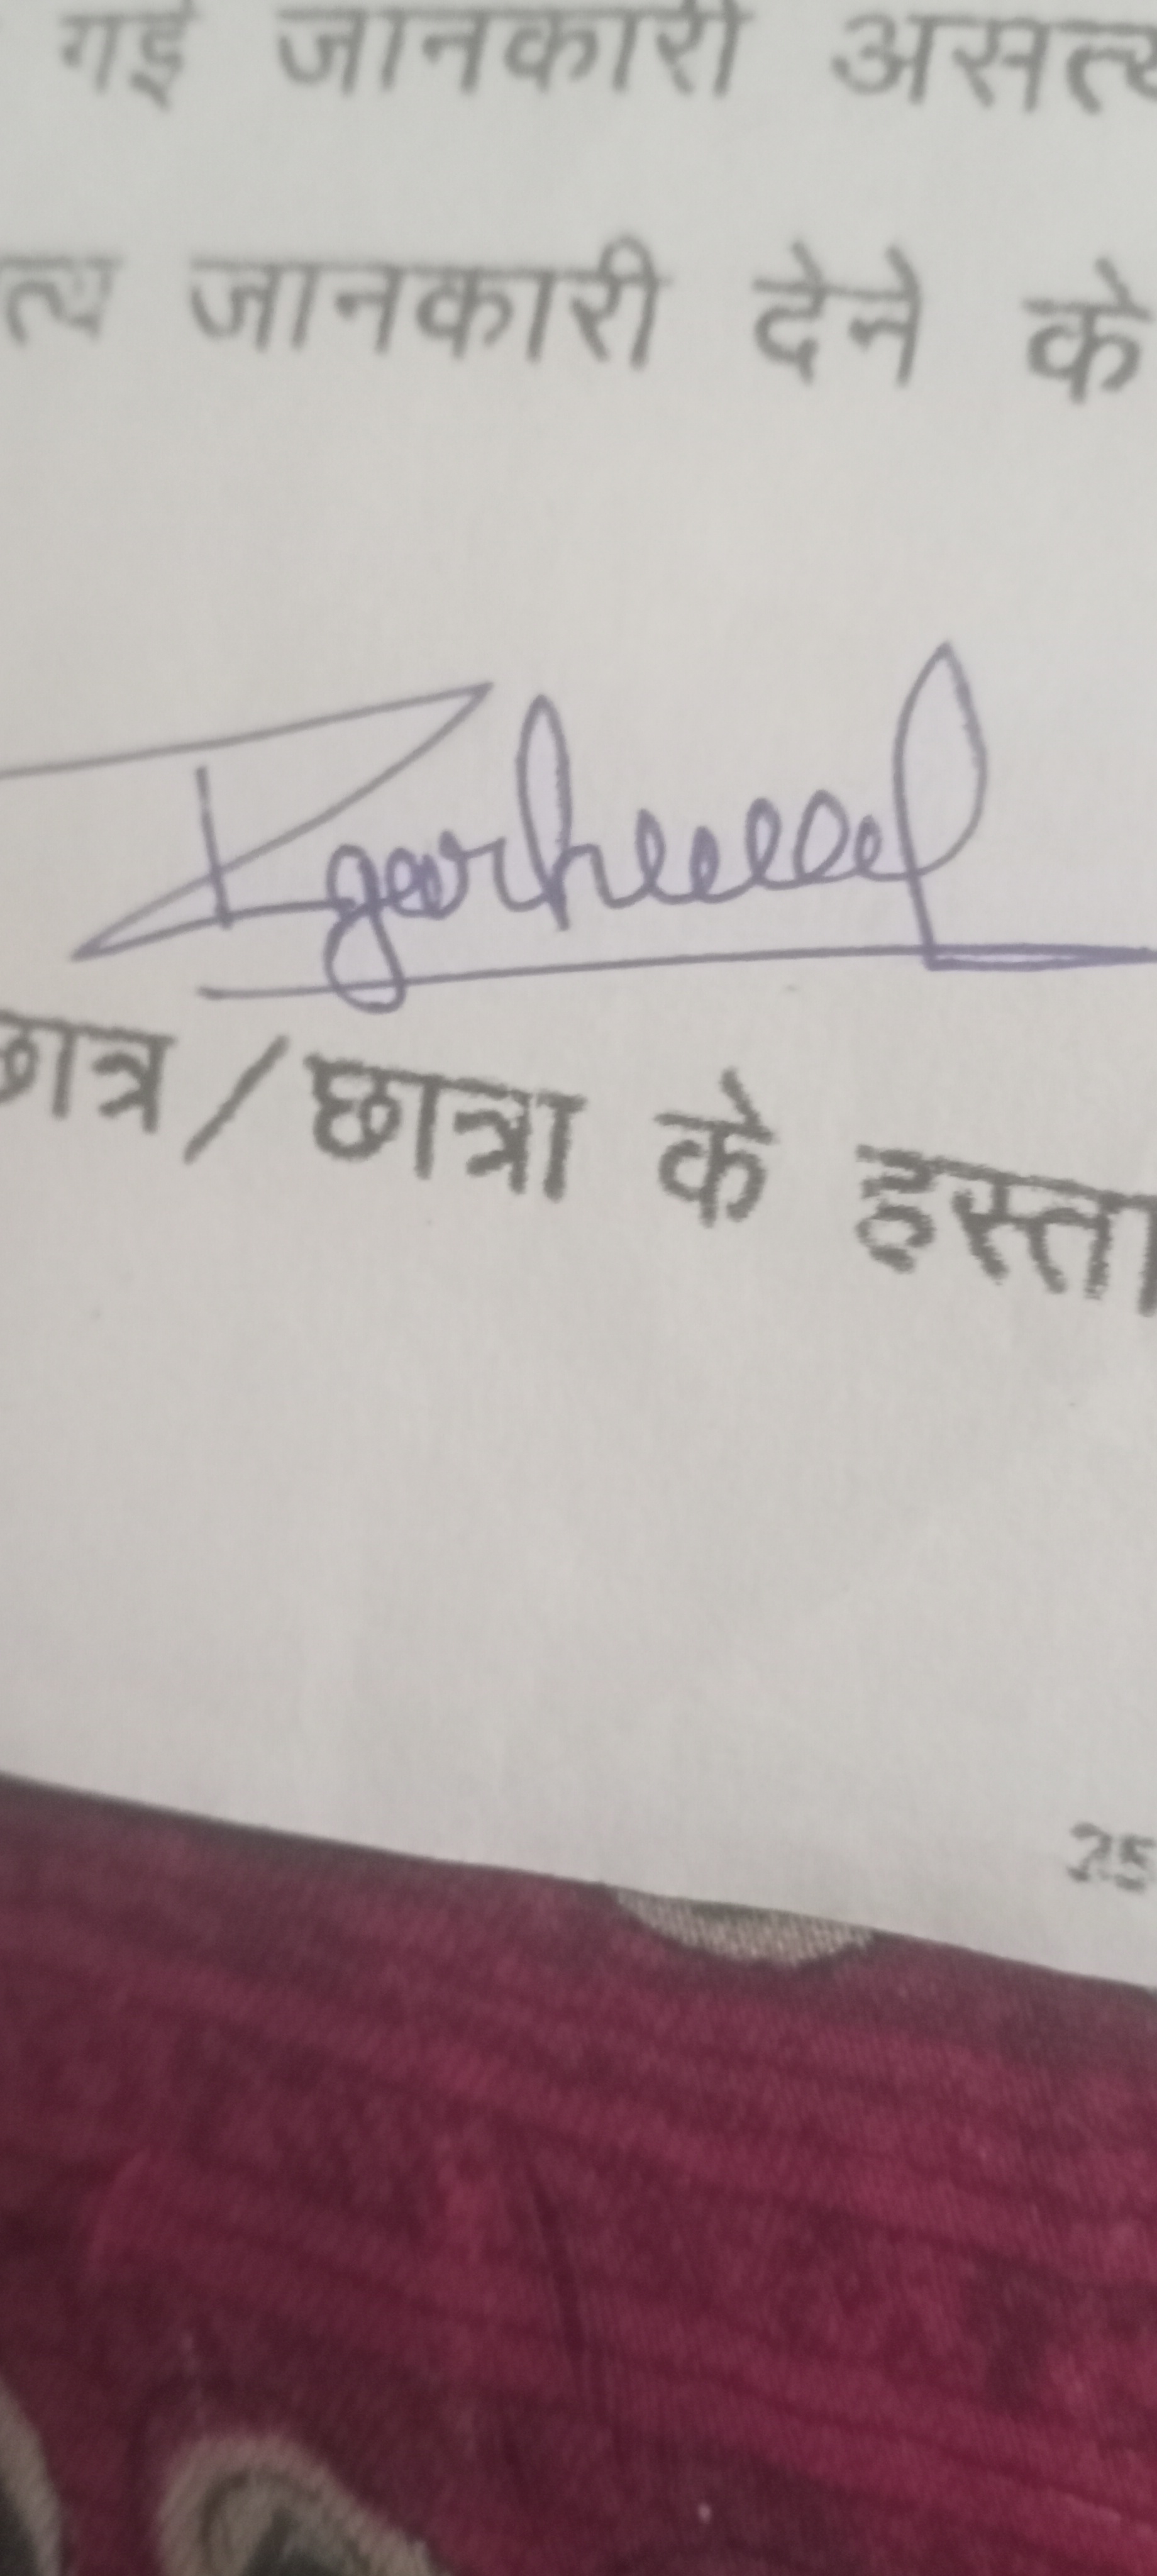 गई जानकारी असत्य
त्य जानकारी देने के
छात्र/छात्रा के हस्ता
25